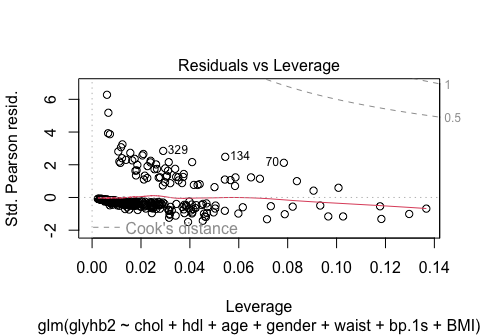 Residuals vs Leverage
Std. Pearson resid.
6
4
2
0
-2
1
0.5
329
134
70
Cook's distance
0.00 0.02 0.04 0.06 0.08 0.10 0.12 0.14
Leverage
glm(glyhb2 ~ chol + hdl + age + gender + waist + bp.1s + BMI)